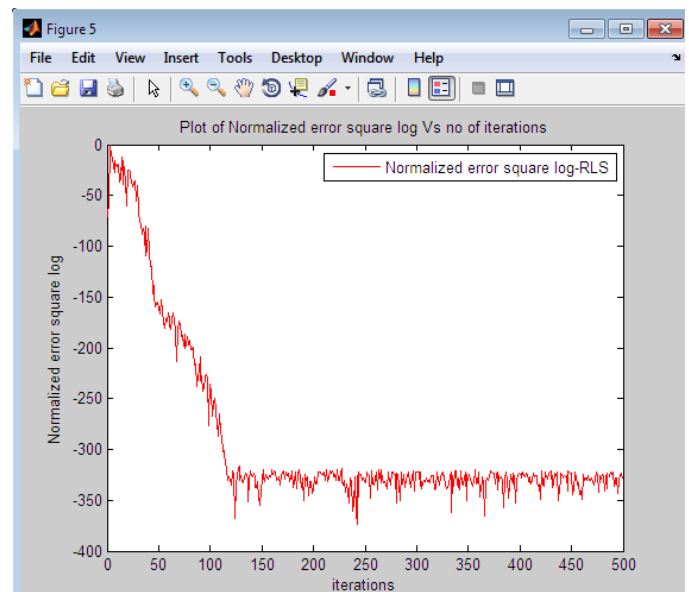 Figure 5
File Edit View Insert Tools Desktop Window Help
Plot of Normalized error square log Vs no of iterations
Normalized error square log-RLS
Normalized error square log
0
-50
-100
-150
-200
-250
-300
-350
-400
0 50 100 150 200 250 300 350 400 450 500
iterations